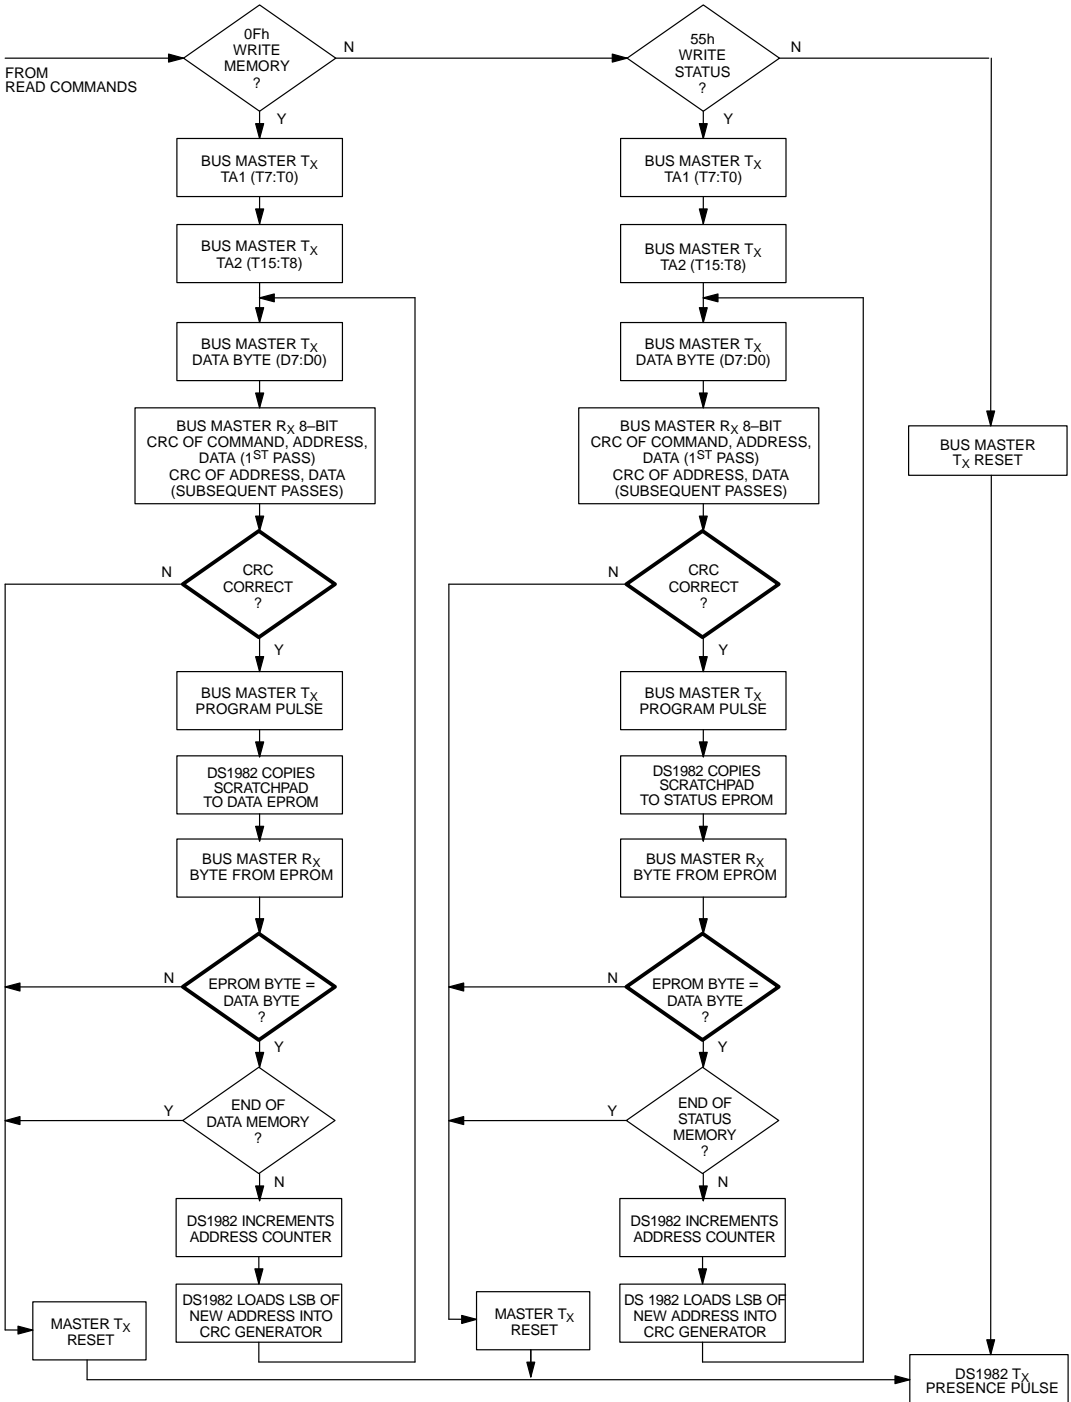 FROM
READ COMMANDS
0Fh
WRITE
MEMORY
?
N
Y
BUS MASTER TX
TA1 (T7:T0)
BUS MASTER TX
TA2 (T15:T8)
BUS MASTER TX
DATA BYTE (D7:D0)
BUS MASTER RX 8–BIT
CRC OF COMMAND, ADDRESS,
DATA (1ST PASS)
CRC OF ADDRESS, DATA
(SUBSEQUENT PASSES)
CRC
CORRECT
?
N
Y
BUS MASTER TX
PROGRAM PULSE
DS1982 COPIES
SCRATCHPAD
TO DATA EPROM
BUS MASTER RX
BYTE FROM EPROM
EPROM BYTE =
DATA BYTE
?
N
Y
END OF
DATA MEMORY
?
Y
N
DS1982 INCREMENTS
ADDRESS COUNTER
DS1982 LOADS LSB OF
NEW ADDRESS INTO
CRC GENERATOR
MASTER TX
RESET
55h
WRITE
STATUS
?
N
Y
BUS MASTER TX
TA1 (T7:T0)
BUS MASTER TX
TA2 (T15:T8)
BUS MASTER TX
DATA BYTE (D7:D0)
BUS MASTER RX 8–BIT
CRC OF COMMAND, ADDRESS,
DATA (1ST PASS)
CRC OF ADDRESS, DATA
(SUBSEQUENT PASSES)
CRC
CORRECT
?
N
Y
BUS MASTER TX
PROGRAM PULSE
DS1982 COPIES
SCRATCHPAD
TO STATUS EPROM
BUS MASTER RX
BYTE FROM EPROM
EPROM BYTE =
DATA BYTE
?
N
Y
END OF
STATUS
MEMORY
?
Y
N
DS1982 INCREMENTS
ADDRESS COUNTER
DS 1982 LOADS LSB OF
NEW ADDRESS INTO
CRC GENERATOR
MASTER TX
RESET
BUS MASTER
TX RESET
DS1982 TX
PRESENCE PULSE